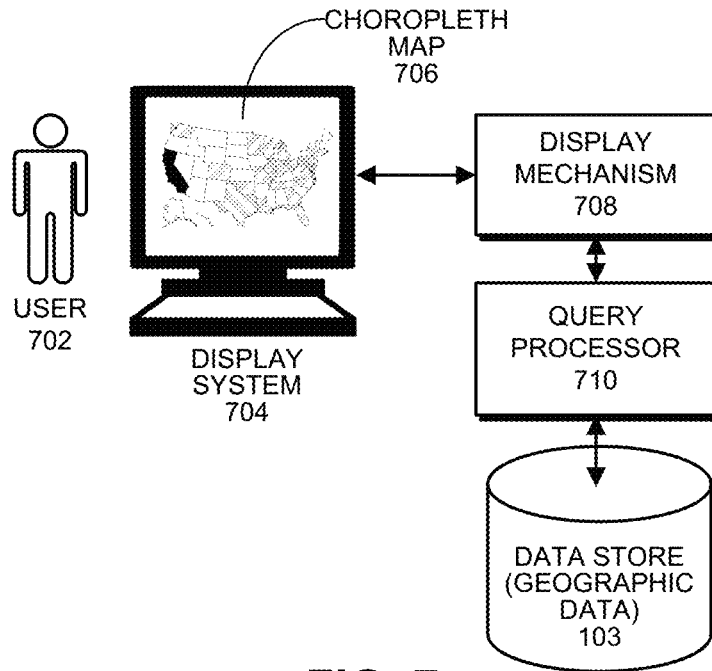 CHOROPLETH
MAP
706
USER
702
DISPLAY
SYSTEM
704
DISPLAY
MECHANISM
708
QUERY
PROCESSOR
710
DATA STORE
(GEOGRAPHIC
DATA)
103